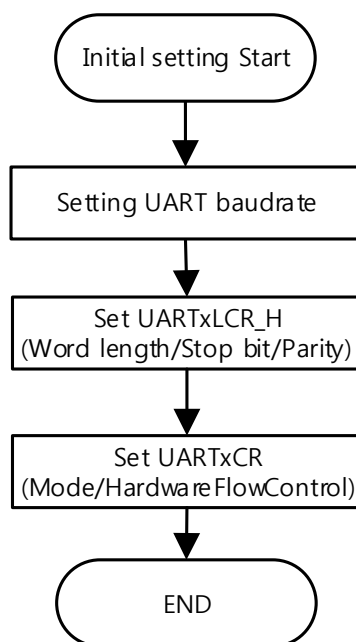 Initial setting Start
Setting UART baudrate
Set UARTxLCR_H
(Word length/Stop bit/Parity)
Set UARTxCR
(Mode/HardwareFlowControl)
END